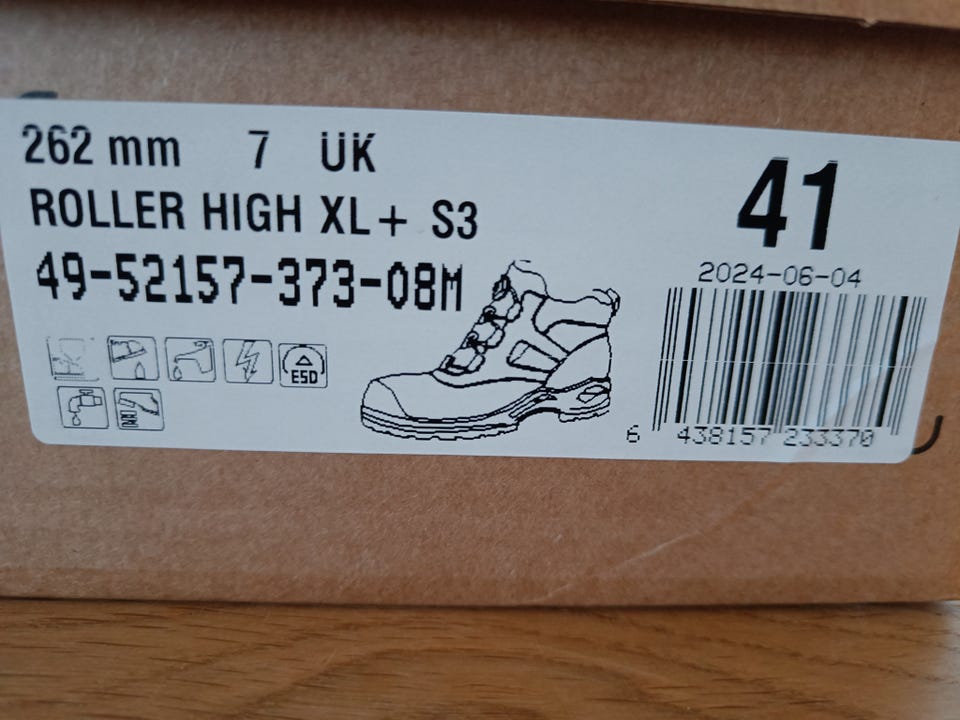 262 mm 7 UK
ROLLER HIGH XL+ S3
49-52157-373-08M
41
2024-06-04
ESD
6 438157 233370